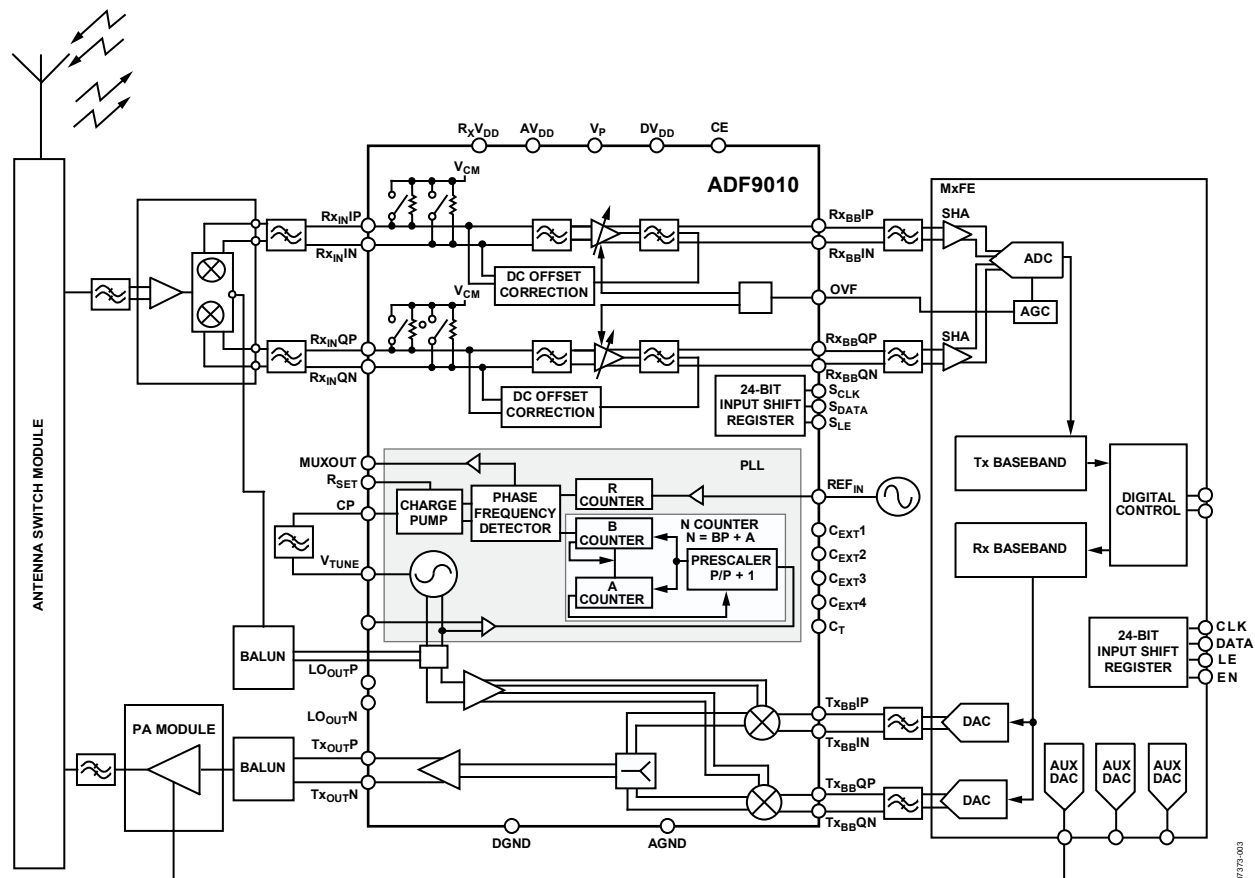 RXVDD
AVDD
VP
DVDD
CE
VCM
ADF9010
MxFE
RxINIP
RxBBIP
SHA
RxININ
RxBBIN
ADC
DC OFFSET
CORRECTION
OVF
AGC
VCM
RxINQP
RxBBQP
SHA
RxINQN
RxBBQN
DC OFFSET
CORRECTION
24-BIT
INPUT SHIFT
REGISTER
SCLK
SDATA
SLE
ANTENNA SWITCH MODULE
MUXOUT
PLL
RSET
CP
CHARGE
PUMP
PHASE
FREQUENCY
DETECTOR
R
COUNTER
REFIN
Tx BASEBAND
DIGITAL
CONTROL
B
COUNTER
N COUNTER
N = BP + A
CEXT1
CEXT2
Rx BASEBAND
VTUNE
PRESCALER
P/P + 1
A
COUNTER
CEXT3
CEXT4
CT
BALUN
LOOUTP
24-BIT
INPUT SHIFT
REGISTER
CLK
DATA
LE
EN
LOOUTN
TxBBIP
DAC
TxBBIN
PA MODULE
TxOUTP
BALUN
TxOUTN
AUX
DAC
AUX
DAC
AUX
DAC
TxBBQP
DAC
TxBBQN
DGND
AGND
07373-003